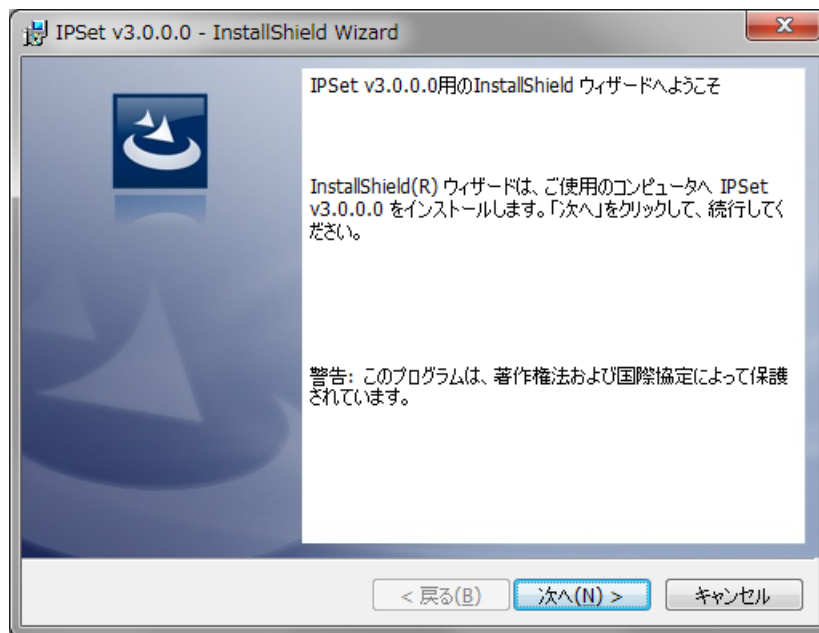 IPSet v3.0.0.0 - InstallShield Wizard
IPSet v3.0.0.0用のInstallShield ウィザードへようこそ
InstallShield(R) ウィザードは、ご使用のコンピュータへ IPSet
v3.0.0.0 をインストールします。「次へ」をクリックして、続行してく
ださい。
警告: このプログラムは、著作権法および国際協定によって保護
されています。
< 戻る(B)
次へ(N) >
キャンセル